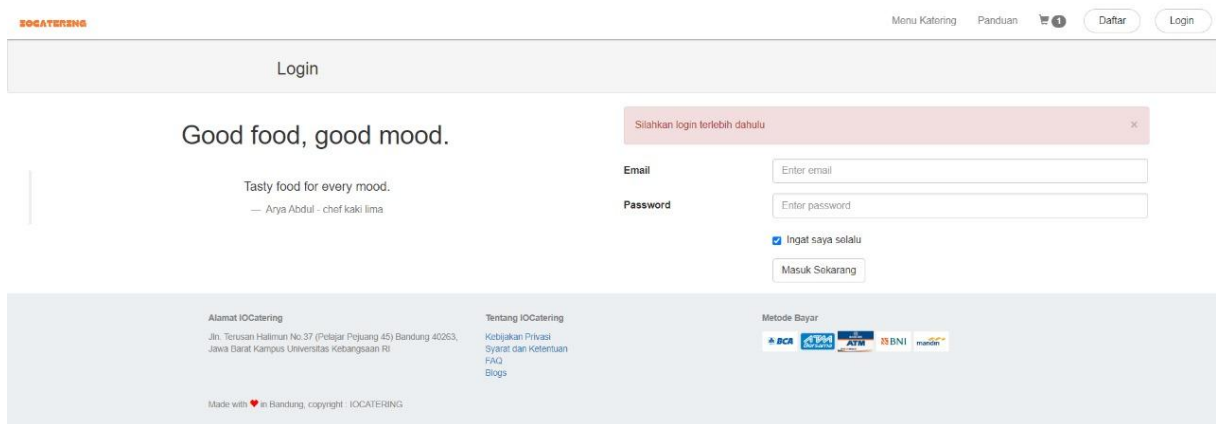 IOCATERING
Menu Katering Panduan 1 Daftar Login
Login
Good food, good mood.
Tasty food for every mood.
— Arya Abdul - chef kaki lima
Silahkan login terlebih dahulu ×
Email Enter email
Password Enter password
Ingat saya selalu
Masuk Sekarang
Alamat IOCatering
Jln. Terusan Halimun No.37 (Pelajar Pejuang 45) Bandung 40263,
Jawa Barat Kampus Universitas Kebangsaan RI
Tentang IOCatering
Kebijakan Privasi
Syarat dan Ketentuan
FAQ
Blogs
Metode Bayar
BCA ATM Bersama ATM BNI mandiri
Made with ♥ in Bandung, copyright : IOCATERING